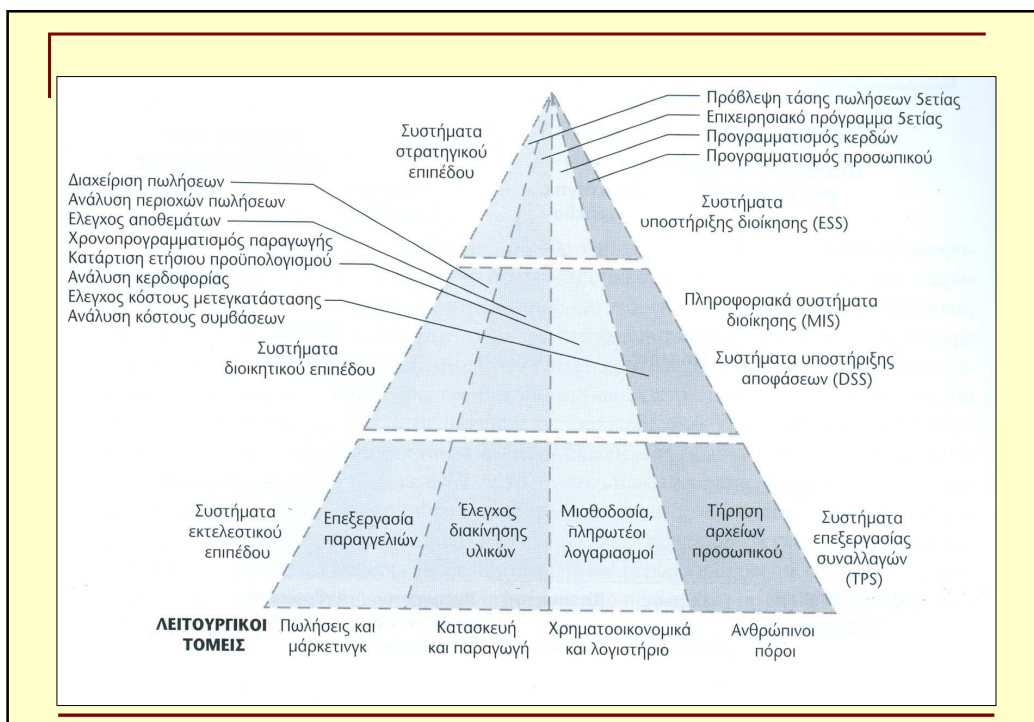 Συστήματα
στρατηγικού
επιπέδου
Πρόβλεψη τάσης πωλήσεων 5ετίας
Επιχειρησιακό πρόγραμμα 5ετίας
Προγραμματισμός κερδών
Προγραμματισμός προσωπικού
Συστήματα
υποστήριξης διοίκησης (ESS)
Διαχείριση πωλήσεων
Ανάλυση περιοχών πωλήσεων
Ελεγχος αποθεμάτων
Χρονοπρογραμματισμός παραγωγής
Κατάρτιση ετήσιου προϋπολογισμού
Ανάλυση κερδοφορίας
Ελεγχος κόστους μετεγκατάστασης
Ανάλυση κόστους συμβάσεων
Συστήματα
διοικητικού επιπέδου
Πληροφοριακά συστήματα
διοίκησης (MIS)
Συστήματα υποστήριξης
αποφάσεων (DSS)
Συστήματα
εκτελεστικού
επιπέδου
Επεξεργασία
παραγγελιών
Έλεγχος
διακίνησης
υλικών
Μισθοδοσία,
πληρωτέοι
λογαριασμοί
Τήρηση
αρχείων
προσωπικού
Συστήματα
επεξεργασίας
συναλλαγών
(TPS)
ΛΕΙΤΟΥΡΓΙΚΟΙ
ΤΟΜΕΙΣ
Πωλήσεις και
μάρκετινγκ
Κατασκευή
και παραγωγή
Χρηματοοικονομικά
και λογιστήριο
Ανθρώπινοι
πόροι